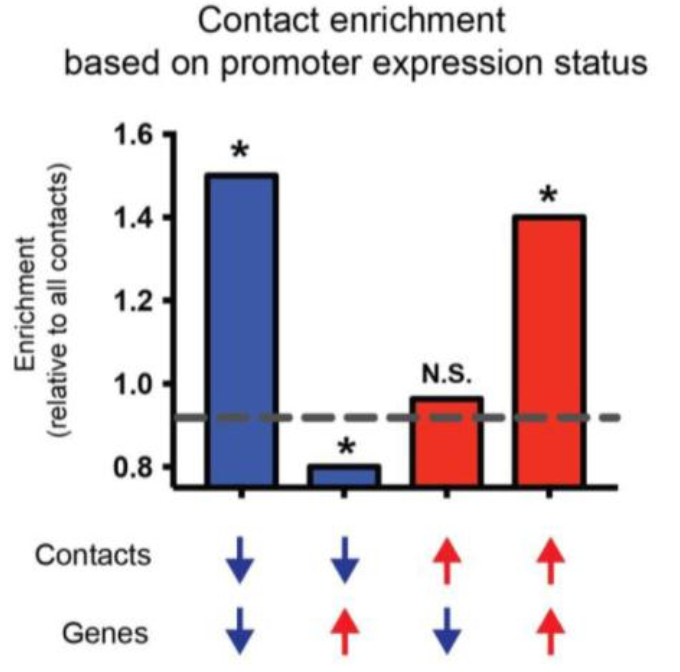 Contact enrichment
based on promoter expression status
Enrichment
(relative to all contacts)
1.6
1.4
1.2
1.0
0.8
*
*
N.S.
*
Contacts
Genes